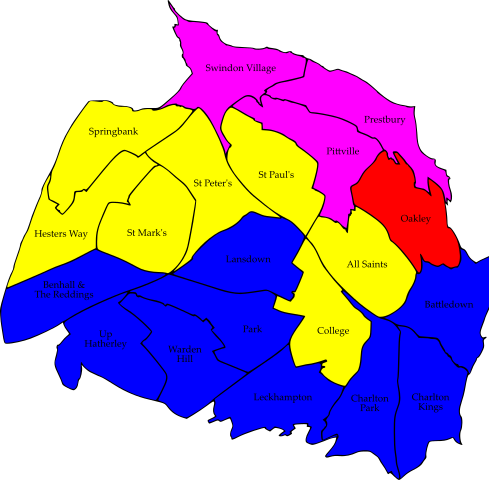 Swindon Village
Prestbury
Springbank
Pittville
St Paul's
St Peter's
Oakley
Hesters Way
St Mark's
Lansdown
All Saints
Benhall &
The Reddings
Battledown
Up
Hatherley
Warden
Hill
Park
College
Leckhampton
Charlton
Park
Charlton
Kings